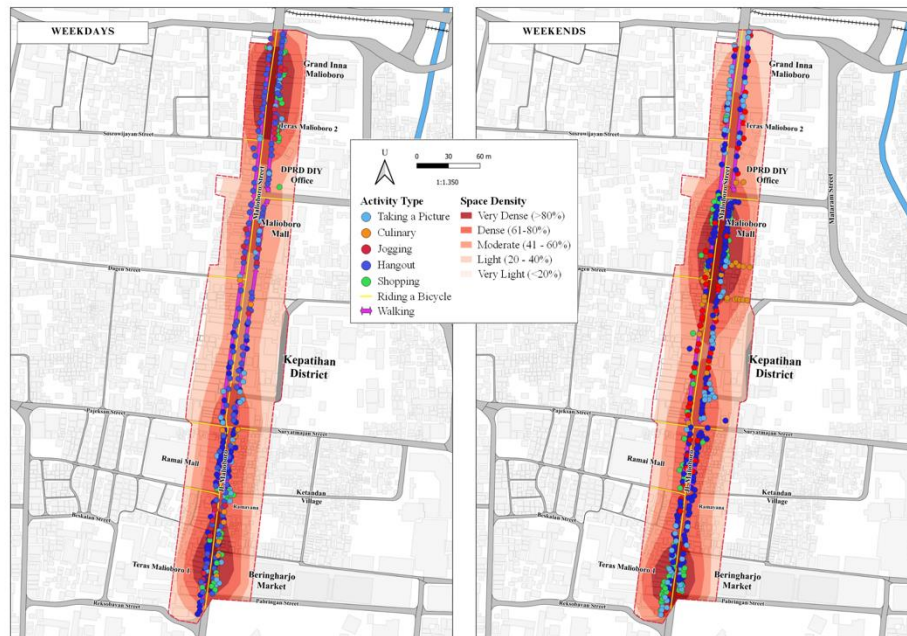 WEEKDAYS
Grand Inna
Malioboro
Teras Malioboro 2
Sosrowijayan Street
DPRD DIY
Office
Malioboro Street
Malioboro
Mall
Dagen Street
Kepatihan
District
Pajeksan Street
Suryatmajan Street
Ramai Mall
Jl. Malioboro
Ketandan
Village
Ramayana
Beskalan Street
Teras Malioboro 1
Beringharjo
Market
Reksobayan Street
Pabringan Street
U
0 30 60 m
1:1.350
Activity Type
Taking a Picture
Culinary
Jogging
Hangout
Shopping
Riding a Bicycle
Walking
Space Density
Very Dense (>80%)
Dense (61-80%)
Moderate (41 - 60%)
Light (20 - 40%)
Very Light (<20%)
WEEKENDS
Grand Inna
Malioboro
Teras Malioboro 2
Sosrowijayan Street
DPRD DIY
Office
Mataram Street
Malioboro Street
Malioboro
Mall
Kepatihan
District
Pajeksan Street
Suryatmajan Street
Ramai Mall
Jl. Malioboro
Ketandan
Village
Ramayana
Beskalan Street
Teras Malioboro 1
Beringharjo
Market
Reksobayan Street
Pabringan Street